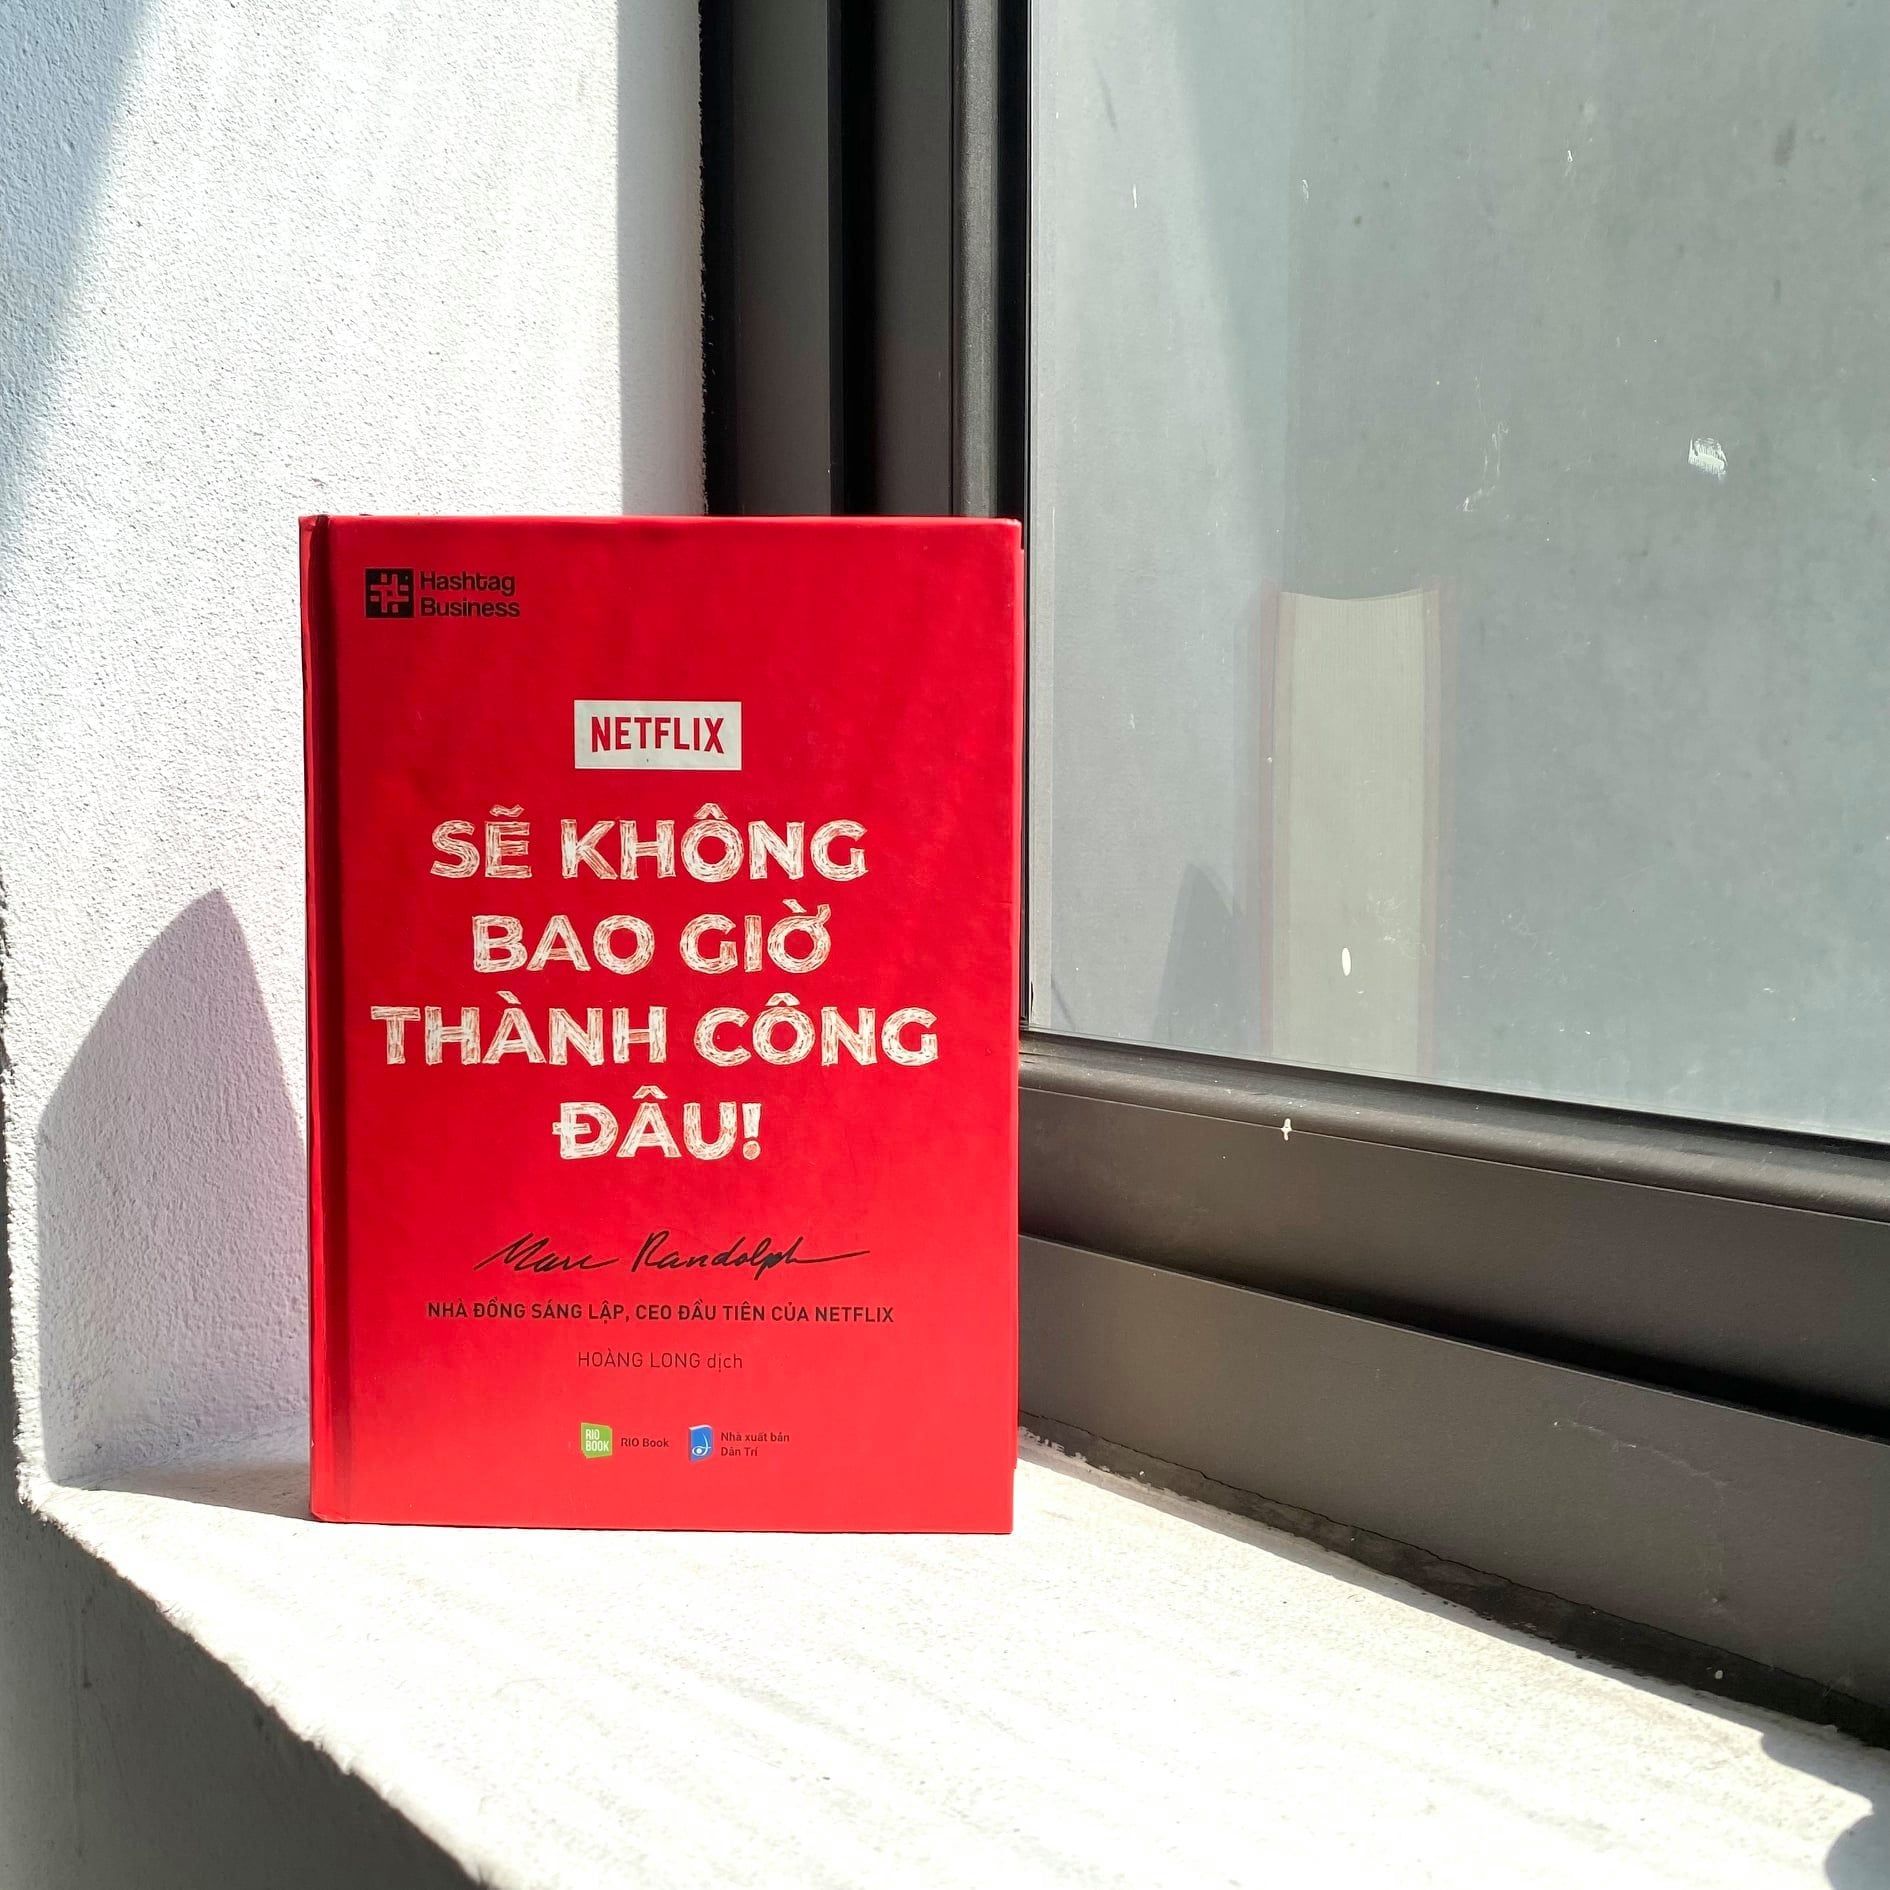 Hashtag
Business
NETFLIX
SẼ KHÔNG
BAO GIỜ
THÀNH CÔNG
ĐÂU!
Marc Randolph
NHÀ ĐỒNG SÁNG LẬP, CEO ĐẦU TIÊN CỦA NETFLIX
HOÀNG LONG dịch
RIO
BOOK
RIO Book
Nhà xuất bản
Dân Trí